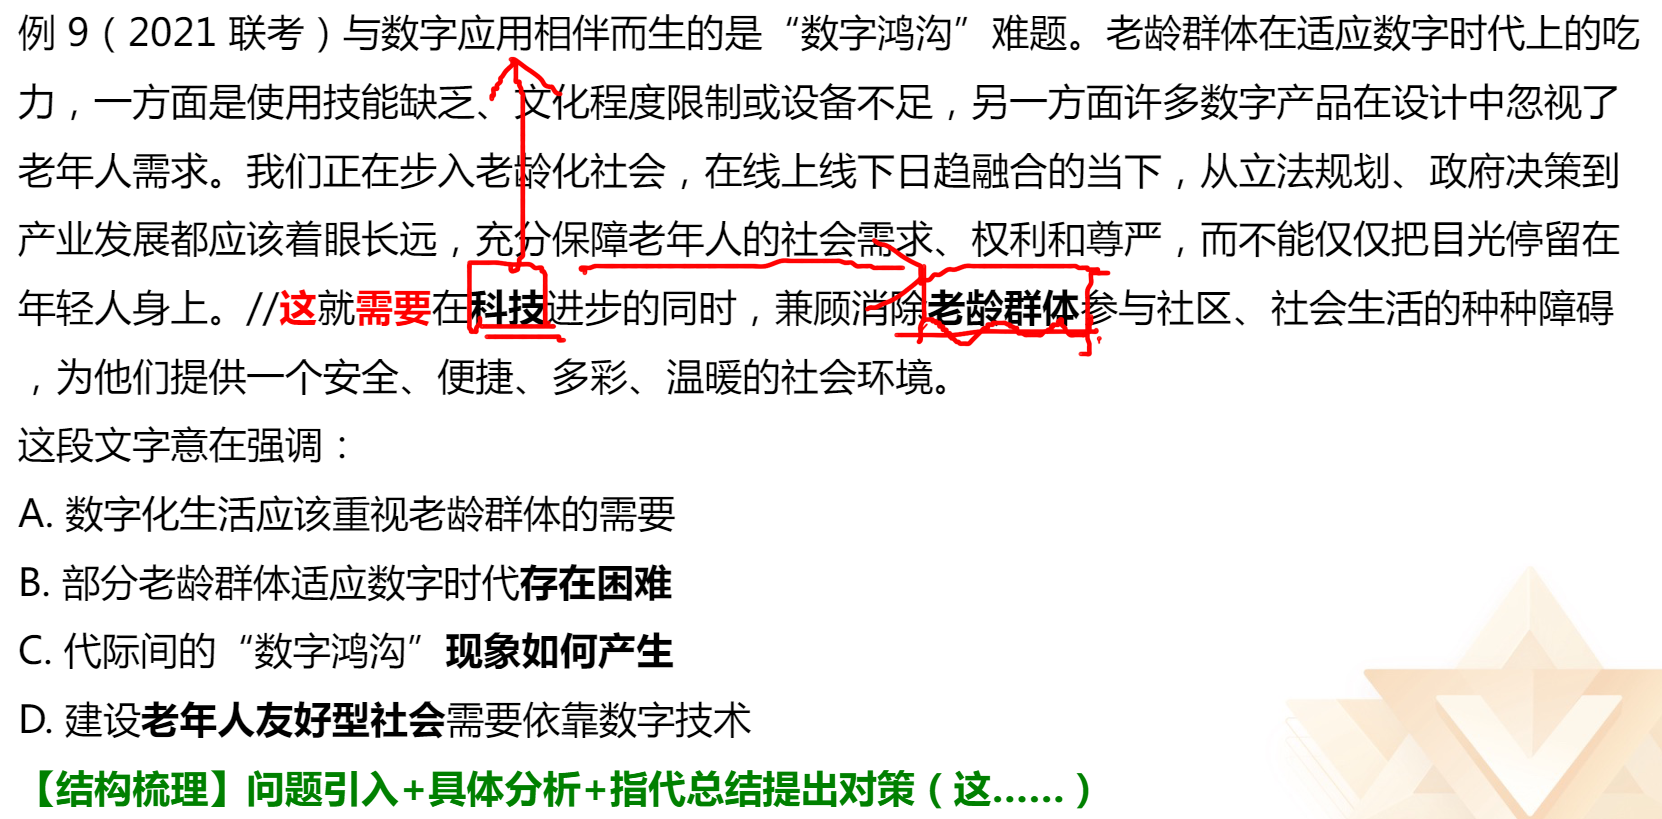 例 9（2021 联考）与数字应用相伴而生的是“数字鸿沟”难题。老龄群体在适应数字时代上的吃
力，一方面是使用技能缺乏、文化程度限制或设备不足，另一方面许多数字产品在设计中忽视了
老年人需求。我们正在步入老龄化社会，在线上线下日趋融合的当下，从立法规划、政府决策到
产业发展都应该着眼长远，充分保障老年人的社会需求、权利和尊严，而不能仅仅把目光停留在
年轻人身上。//这就需要在科技进步的同时，兼顾消除老龄群体参与社区、社会生活的种种障碍
，为他们提供一个安全、便捷、多彩、温暖的社会环境。
这段文字意在强调：
A. 数字化生活应该重视老龄群体的需要
B. 部分老龄群体适应数字时代存在困难
C. 代际间的“数字鸿沟”现象如何产生
D. 建设老年人友好型社会需要依靠数字技术
【结构梳理】问题引入+具体分析+指代总结提出对策（这……）